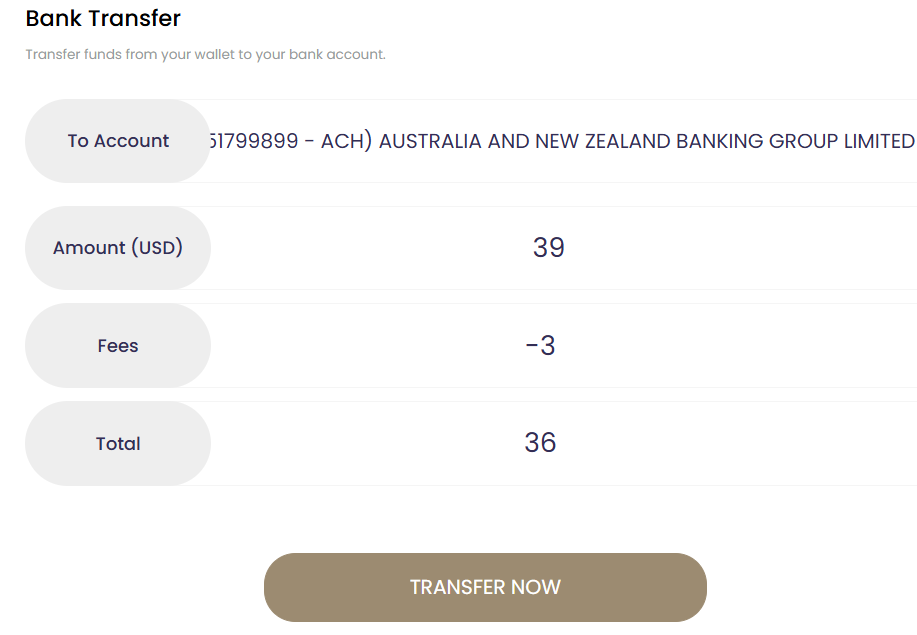 Bank Transfer
Transfer funds from your wallet to your bank account.
To Account
51799899 - ACH) AUSTRALIA AND NEW ZEALAND BANKING GROUP LIMITED
Amount (USD)
39
Fees
-3
Total
36
TRANSFER NOW